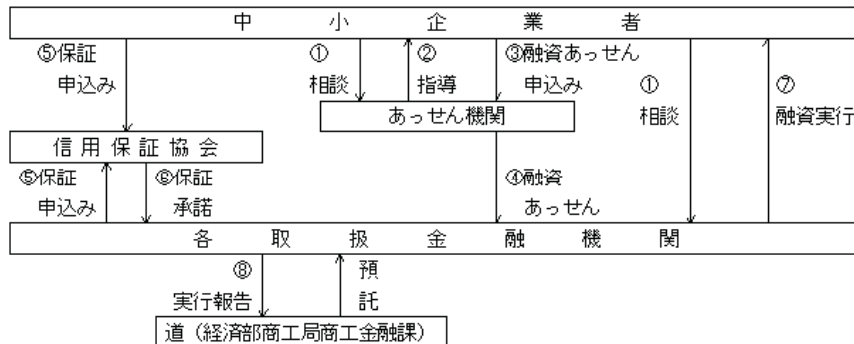 中小企業者
⑤保証
申込み
①
相談
②
指導
③融資あっせん
申込み
①
相談
⑦
融資実行
あっせん機関
信用保証協会
⑤保証
申込み
⑥保証
承諾
④融資
あっせん
各取扱金融機関
⑧
実行報告
預
託
道（経済部商工局商工金融課）